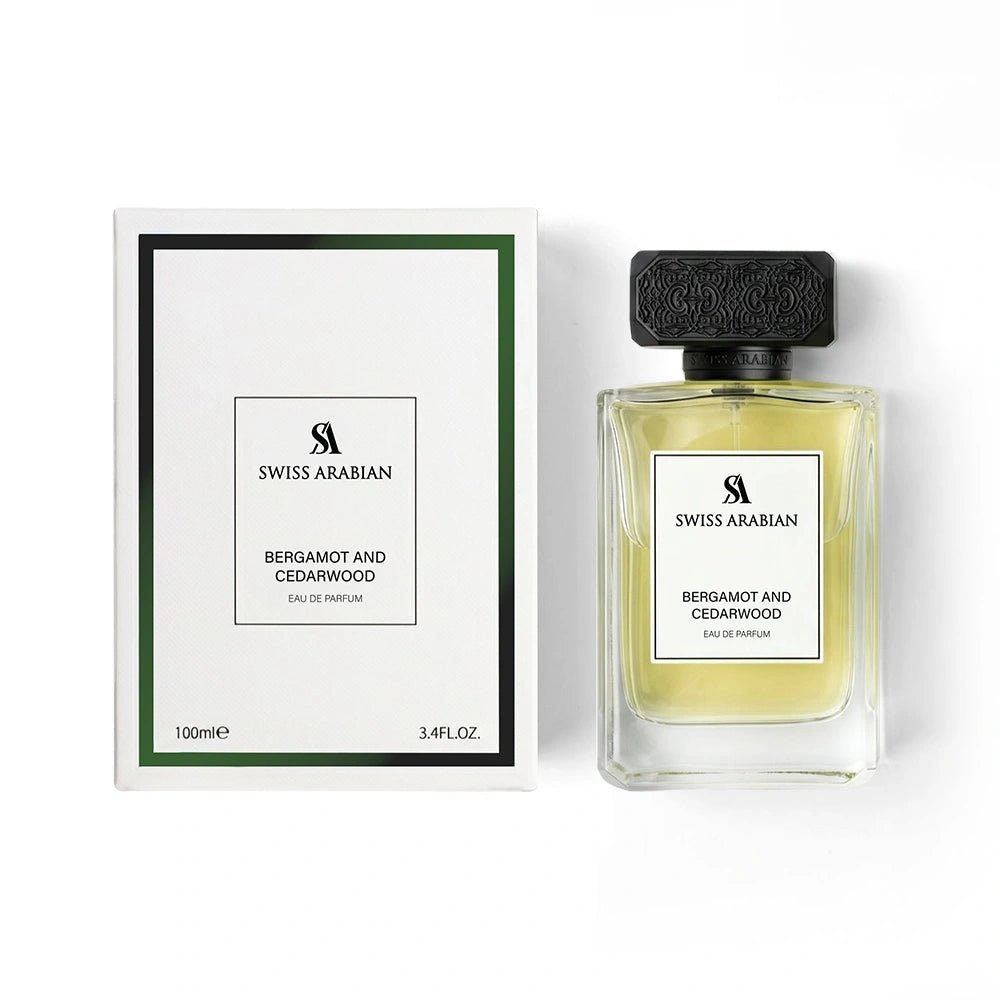 SA
SWISS ARABIAN
BERGAMOT AND
CEDARWOOD
EAU DE PARFUM
100ml℮
3.4FL.OZ.
SWISS ARABIAN
SA
SWISS ARABIAN
BERGAMOT AND
CEDARWOOD
EAU DE PARFUM